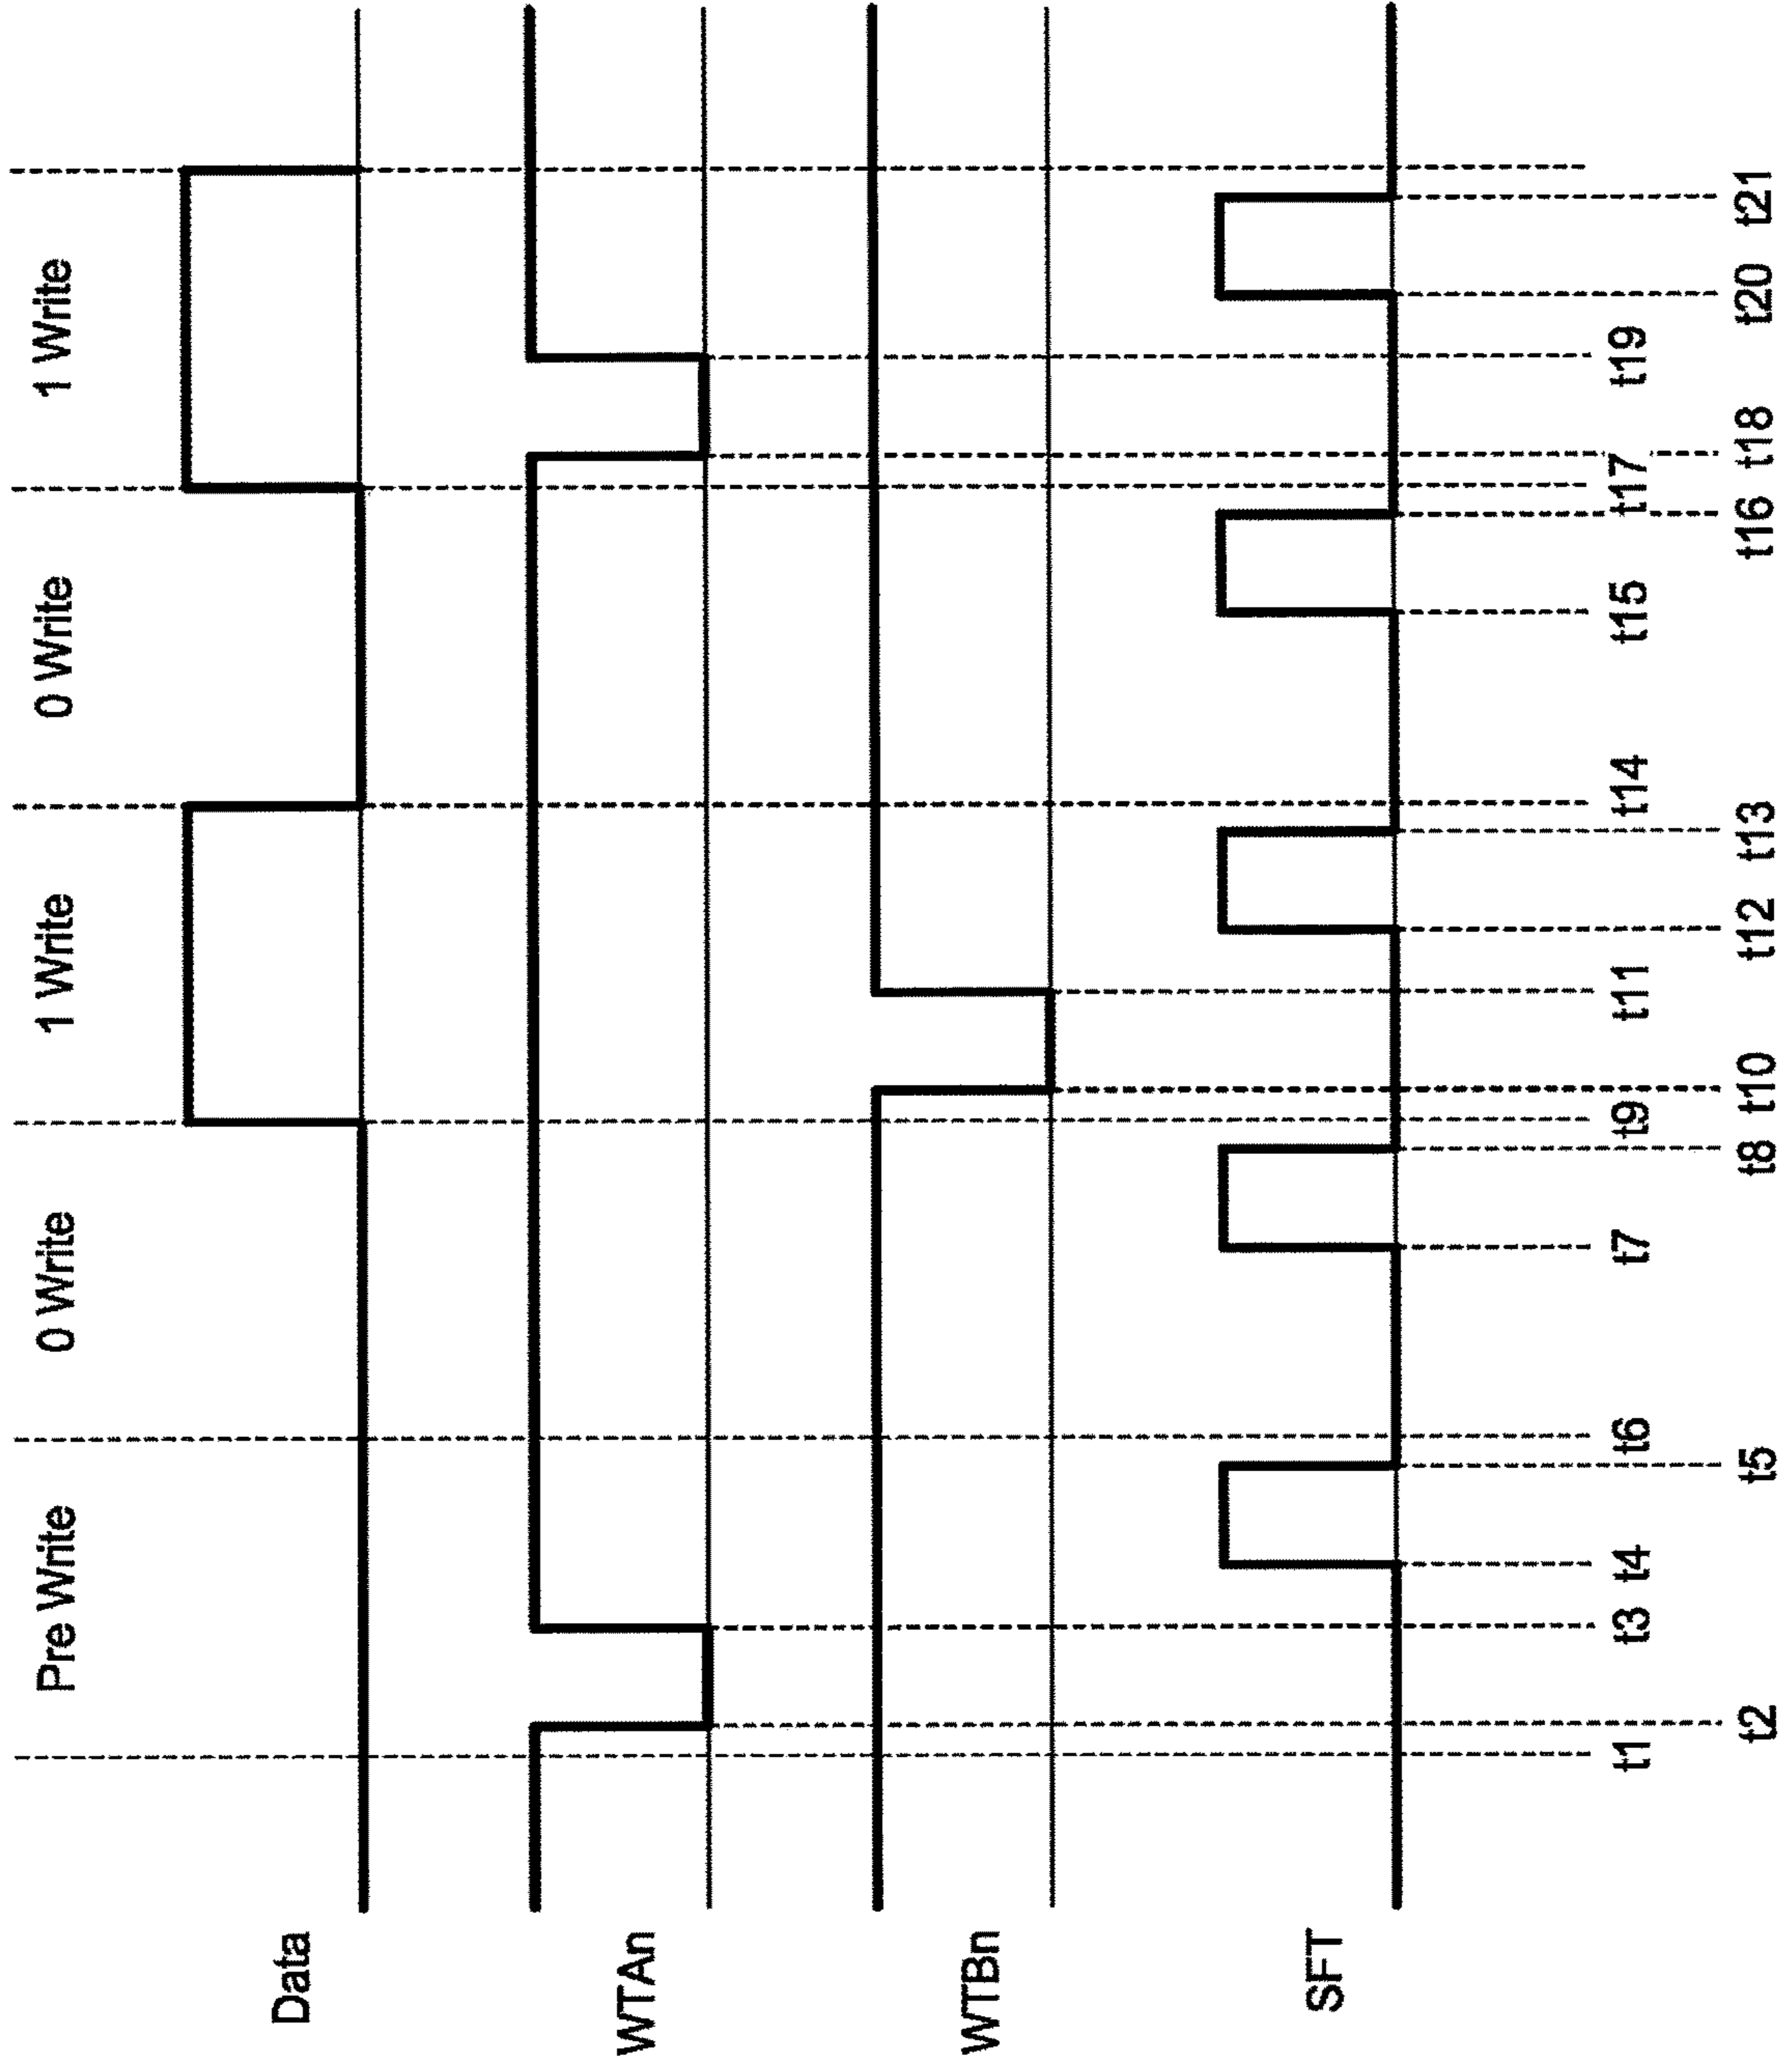 Pre Write 0 Write 1 Write 0 Write 1 Write
Data
WTAn
WTBn
SFT
t1 t3 t4 t6 t7 t9 t11 t14 t15 t17 t19
t2 t5 t8 t10 t12 t13 t16 t18 t20 t21